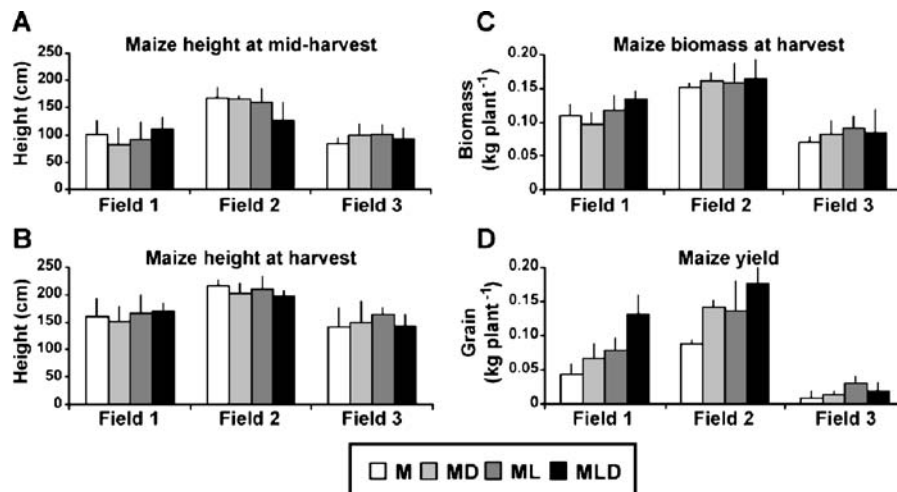 A
Maize height at mid-harvest
Height (cm)
250
200
150
100
50
0
Field 1 Field 2 Field 3
B
Maize height at harvest
Height (cm)
250
200
150
100
50
0
Field 1 Field 2 Field 3
C
Maize biomass at harvest
Biomass
(kg plant⁻¹)
0.20
0.15
0.10
0.05
0
Field 1 Field 2 Field 3
D
Maize yield
Grain
(kg plant⁻¹)
0.20
0.15
0.10
0.05
0
Field 1 Field 2 Field 3
M MD ML MLD